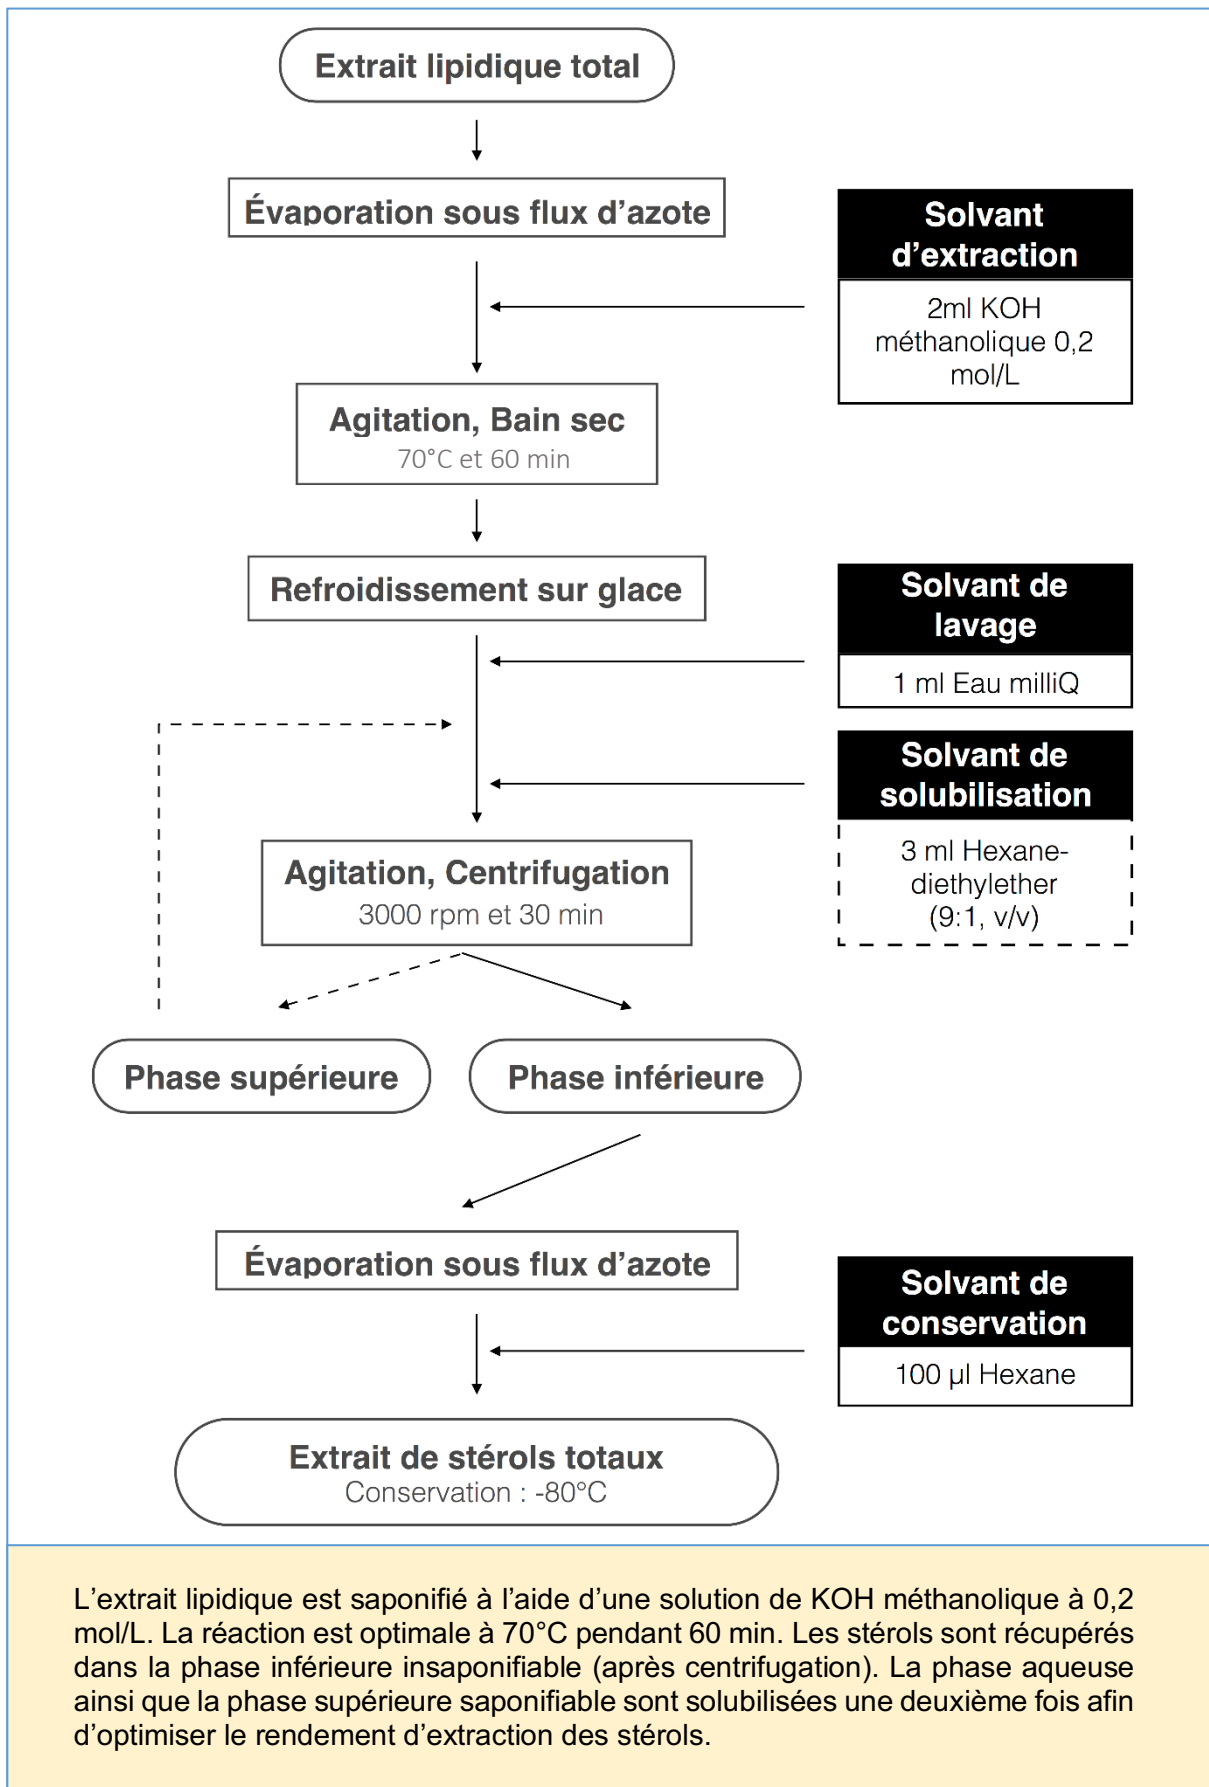 Extrait lipidique total
Évaporation sous flux d'azote
Solvant
d'extraction
2ml KOH
méthanolique 0,2
mol/L
Agitation, Bain sec
70°C et 60 min
Refroidissement sur glace
Solvant de
lavage
1 ml Eau milliQ
Solvant de
solubilisation
3 ml Hexane-
diethylether
(9:1, v/v)
Agitation, Centrifugation
3000 rpm et 30 min
Phase supérieure
Phase inférieure
Évaporation sous flux d'azote
Solvant de
conservation
100 µl Hexane
Extrait de stérols totaux
Conservation : -80°C
L'extrait lipidique est saponifié à l'aide d'une solution de KOH méthanolique à 0,2
mol/L. La réaction est optimale à 70°C pendant 60 min. Les stérols sont récupérés
dans la phase inférieure insaponifiable (après centrifugation). La phase aqueuse
ainsi que la phase supérieure saponifiable sont solubilisées une deuxième fois afin
d'optimiser le rendement d'extraction des stérols.